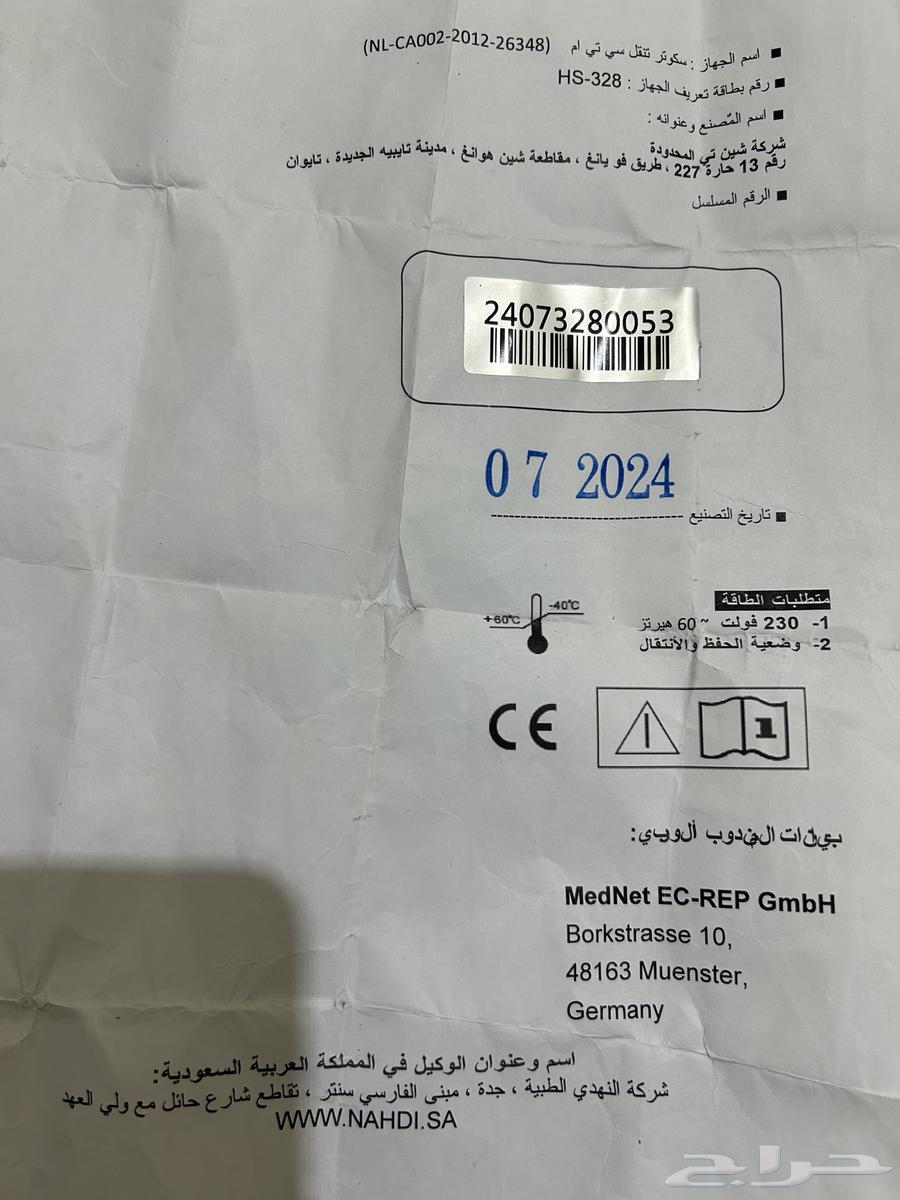 ■ اسم الجهاز : سكوتر تنقل سي تي ام (NL-CA002-2012-26348)
■ رقم بطاقة تعريف الجهاز : HS-328
■ اسم المصنع وعنوانه :
شركة شين تي المحدودة
رقم 13 حارة 227 ، طريق فو يانغ ، مقاطعة شين هوانغ ، مدينة تايبيه الجديدة ، تايوان
■ الرقم المسلسل
24073280053
07 2024
■ تاريخ التصنيع --------------------------------
متطلبات الطاقة
1- 230 فولت ~ 60 هيرتز
2- وضعية الحفظ والأنتقال
+60℃ -40℃
CE
بيانات المندوب ألاوربي:
MedNet EC-REP GmbH
Borkstrasse 10,
48163 Muenster,
Germany
اسم وعنوان الوكيل في المملكة العربية السعودية:
شركة النهدي الطبية ، جدة ، مبنى الفارسي سنتر ، تقاطع شارع حائل مع ولي العهد
WWW.NAHDI.SA
حراج